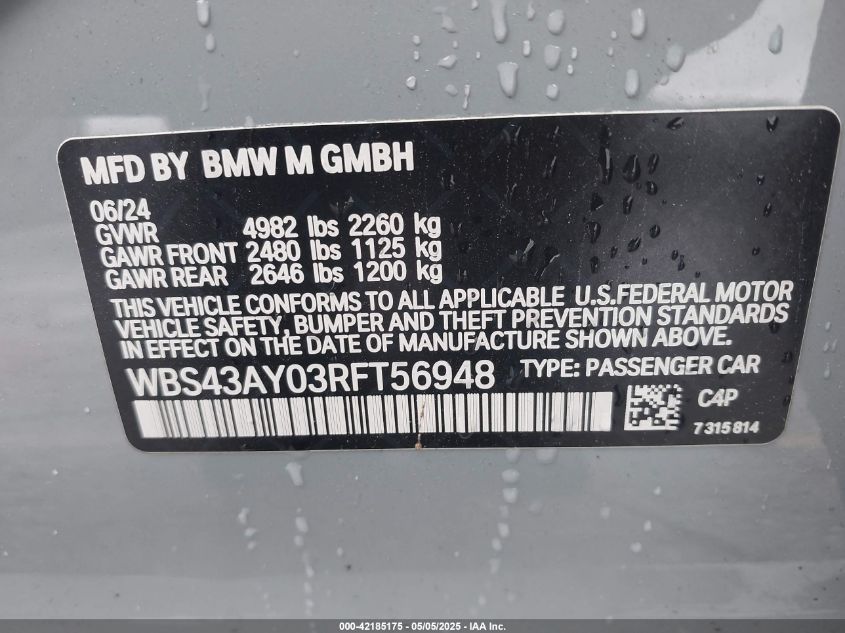 MFD BY BMW M GMBH
06/24
GVWR 4982 lbs 2260 kg
GAWR FRONT 2480 lbs 1125 kg
GAWR REAR 2646 lbs 1200 kg
THIS VEHICLE CONFORMS TO ALL APPLICABLE U.S.FEDERAL MOTOR
VEHICLE SAFETY, BUMPER AND THEFT PREVENTION STANDARDS
IN EFFECT ON THE DATE OF MANUFACTURE SHOWN ABOVE.
WBS43AY03RFT56948 TYPE: PASSENGER CAR
C4P
7315814
000-42185175 - 05/05/2025 - IAA Inc.